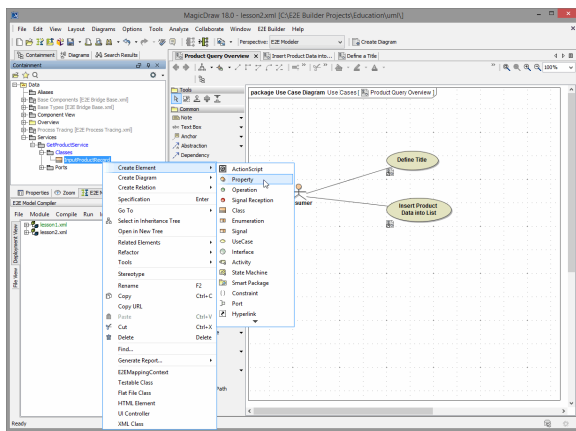 MagicDraw 18.0 - lesson2.xml [C:\E2E Builder Projects\Education\uml\]
File Edit View Layout Diagrams Options Tools Analyze Collaborate Window E2E Builder Help
Perspective: E2E Modeler
Create Diagram
Containment Diagrams Search Results
Product Query Overview Insert Product Data into... Define a Title
Containment
100%
Data
Aliases
Base Components [E2E Bridge Base.xml]
Base Types [E2E Bridge Base.xml]
Component View
Overview
Process Tracing [E2E Process Tracing.xml]
Services
GetProductService
Classes
InputProductRecord
Ports
Tools
Common
Note
Text Box
Anchor
Abstraction
Dependency
package Use Case Diagram Use Cases [ Product Query Overview ]
Define Title
Insert Product
Data into List
sumer
Properties Zoom E2E M
E2E Model Compiler
File Module Compile Run
lesson1.xml
lesson2.xml
Deployment View
File View
Create Element
Create Diagram
Create Relation
Specification Enter
Go To
Select in Inheritance Tree
Open in New Tree
Related Elements
Refactor
Tools
Stereotype
Rename F2
Copy Ctrl+C
Copy URL
Paste Ctrl+V
Cut Ctrl+X
Delete Delete
Find...
Generate Report...
E2EMappingContext
Testable Class
Flat File Class
HTML Element
UI Controller
XML Class
ActionScript
Property
Operation
Signal Reception
Class
Enumeration
Signal
UseCase
Interface
Activity
State Machine
Smart Package
Constraint
Port
Hyperlink
Path
Ready